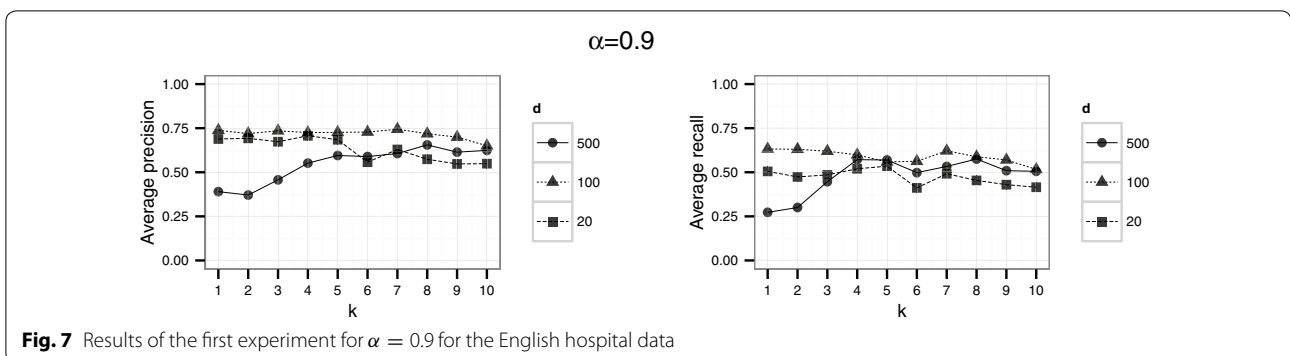 α=0.9
Average precision
1.00
0.75
0.50
0.25
0.00
1 2 3 4 5 6 7 8 9 10
k
d
500
100
20
Average recall
1.00
0.75
0.50
0.25
0.00
1 2 3 4 5 6 7 8 9 10
k
d
500
100
20
Fig. 7 Results of the first experiment for α = 0.9 for the English hospital data